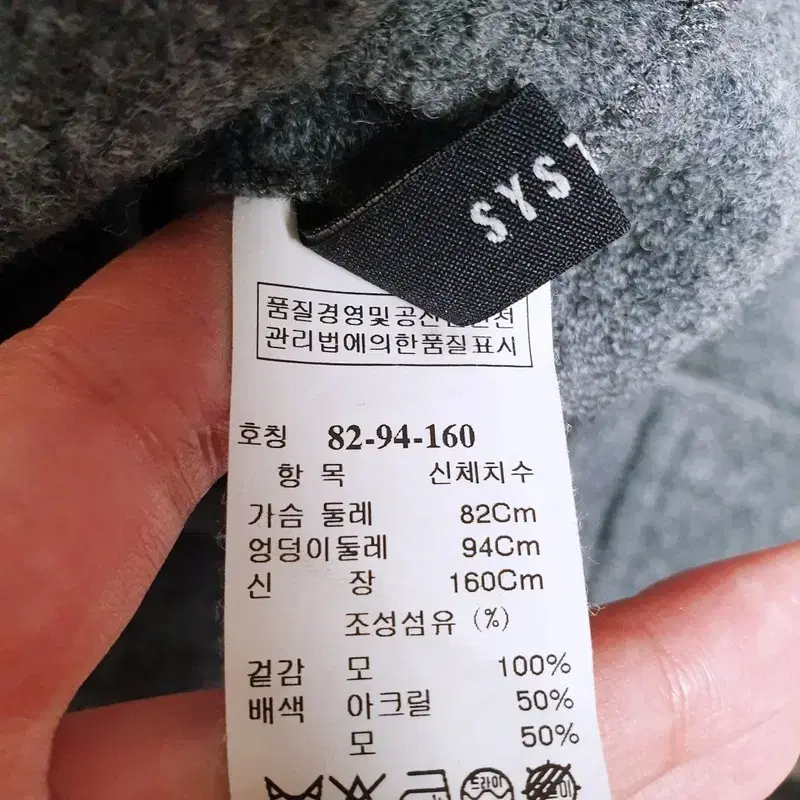 SYS
품질경영및공산품안전
관리법에의한품질표시
호칭 82-94-160
항 목 신체치수
가슴 둘레 82Cm
엉덩이둘레 94Cm
신 장 160Cm
조성섬유 (%)
겉감 모 100%
배색 아크릴 50%
모 50%
드라이